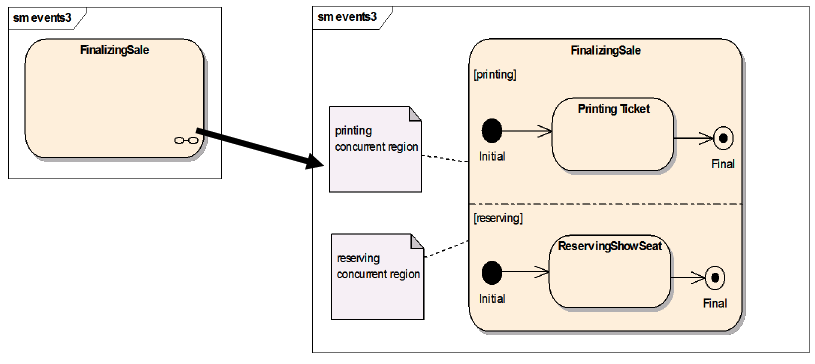 sm events3
FinalizingSale
sm events3
FinalizingSale
[printing]
printing
concurrent region
Printing Ticket
Initial
Final
[reserving]
reserving
concurrent region
ReservingShowSeat
Initial
Final